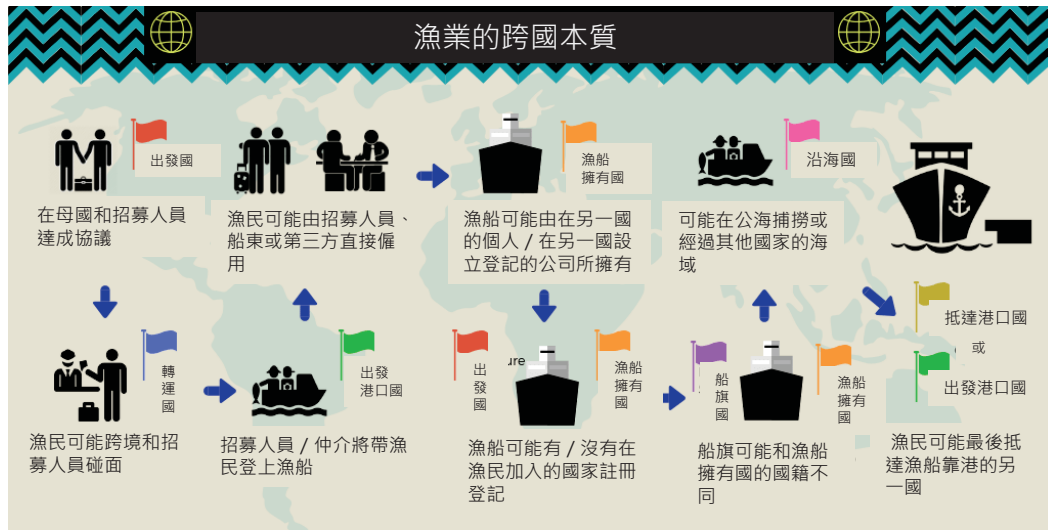 漁業的跨國本質
出發國
在母國和招募人員
達成協議
轉運國
漁民可能跨境和招
募人員碰面
出發
港口國
招募人員 / 仲介將帶漁
民登上漁船
漁民可能由招募人員、
船東或第三方直接僱
用
漁船
擁有國
漁船可能由在另一國
的個人 / 在另一國設
立登記的公司所擁有
出發國
ure
漁船
擁有
國
漁船可能有 / 沒有在
漁民加入的國家註冊
登記
船旗國
漁船
擁有
國
船旗可能和漁船
擁有國的國籍不
同
沿海國
可能在公海捕撈或
經過其他國家的海
域
抵達港口國
或
出發港口國
漁民可能最後抵
達漁船靠港的另
一國